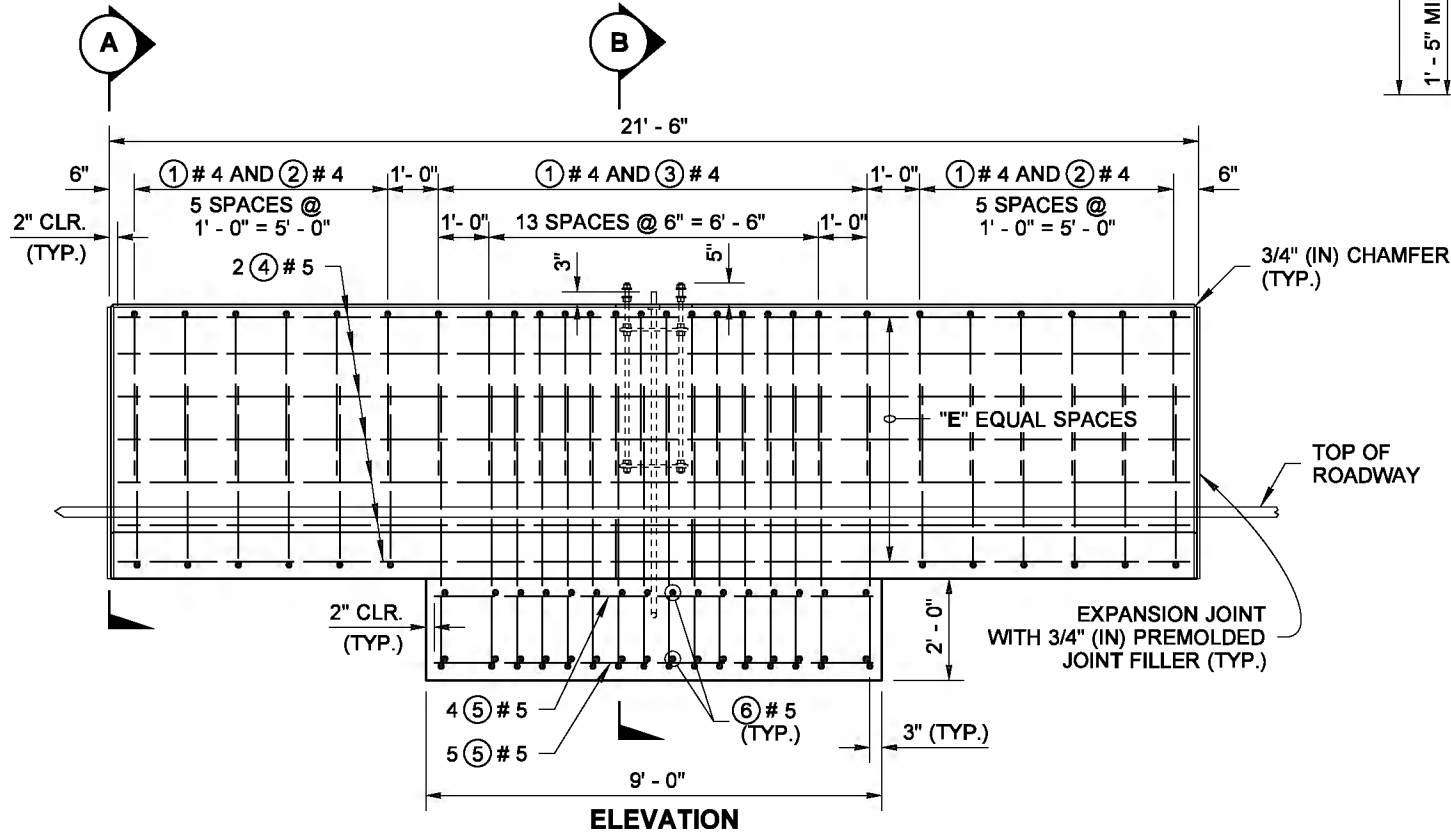 A
B
1' - 5" MI
21' - 6"
6"
① # 4 AND ② # 4
1'- 0"
① # 4 AND ③ # 4
1'- 0"
① # 4 AND ② # 4
6"
5 SPACES @
1' - 0" = 5' - 0"
1'- 0"
13 SPACES @ 6" = 6' - 6"
1'- 0"
5 SPACES @
1' - 0" = 5' - 0"
2" CLR.
(TYP.)
2 ④ # 5
3"
5"
3/4" (IN) CHAMFER
(TYP.)
"E" EQUAL SPACES
TOP OF
ROADWAY
2" CLR.
(TYP.)
2' - 0"
EXPANSION JOINT
WITH 3/4" (IN) PREMOLDED
JOINT FILLER (TYP.)
4 ⑤ # 5
5 ⑤ # 5
⑥ # 5
(TYP.)
3" (TYP.)
9' - 0"
ELEVATION